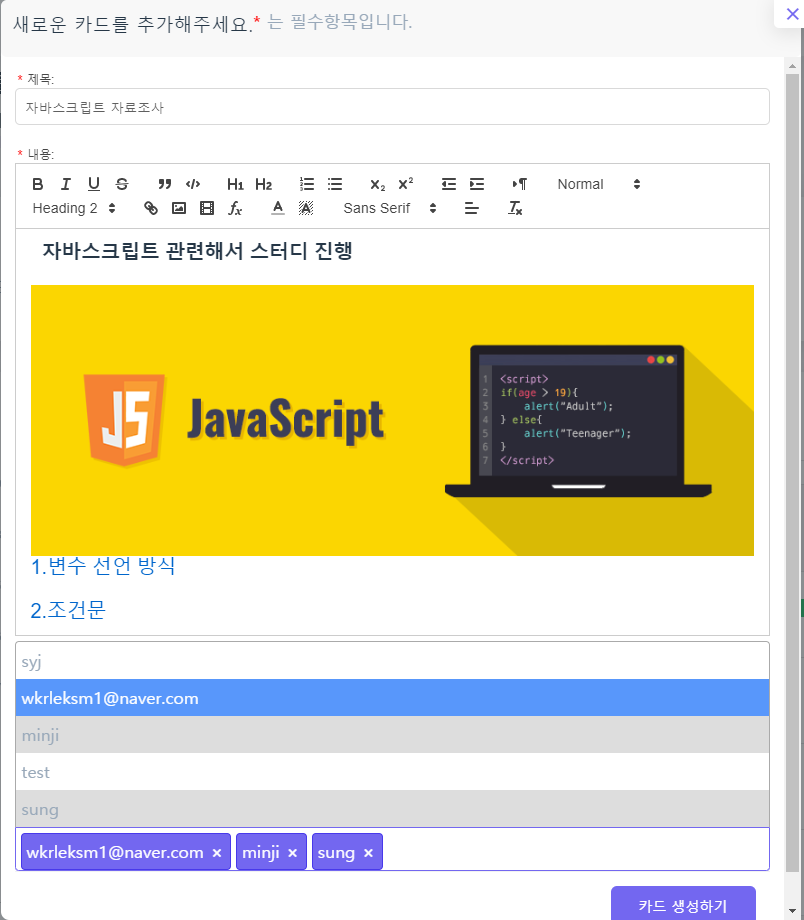 새로운 카드를 추가해주세요.* 는 필수항목입니다.
* 제목:
자바스크립트 자료조사
* 내용:
B I U S H1 H2 X₂ X² Normal
Heading 2 fx A A Sans Serif Tx
자바스크립트 관련해서 스터디 진행
JS JavaScript
1 <script>
2 if(age > 19){
3 alert("Adult");
4 } else{
5 alert("Teenager");
6 }
7 </script>
1.변수 선언 방식
2.조건문
syj
wkrleksm1@naver.com
minji
test
sung
wkrleksm1@naver.com × minji × sung ×
카드 생성하기